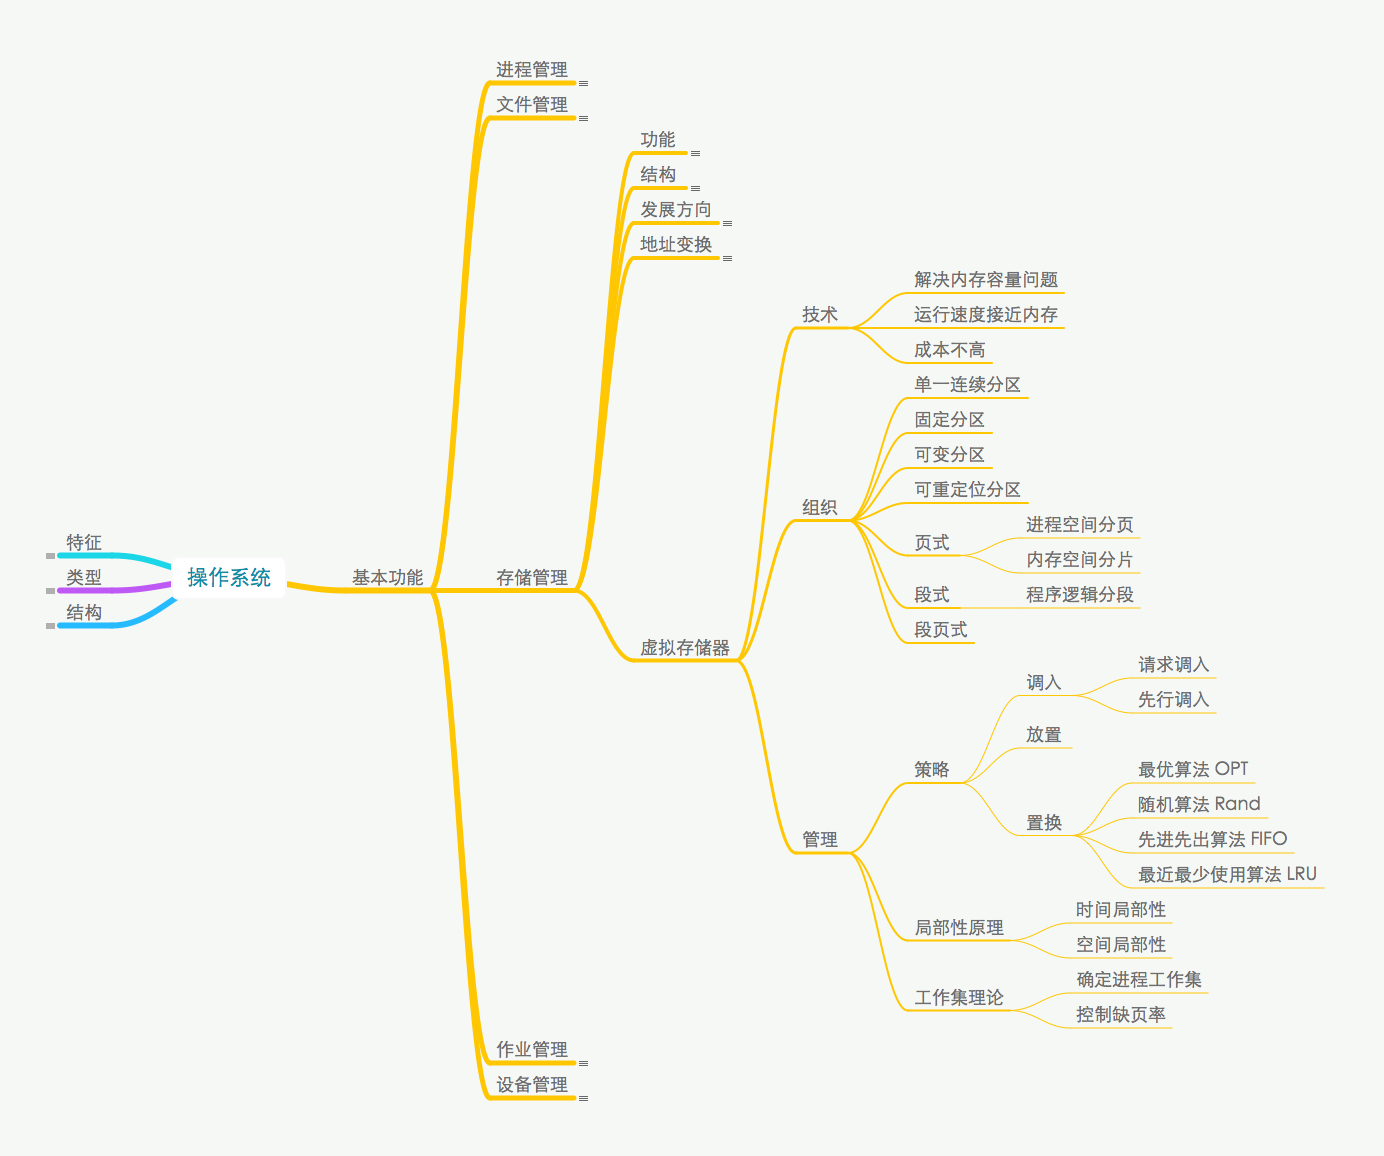 操作系统
特征
类型
结构
基本功能
进程管理
文件管理
存储管理
功能
结构
发展方向
地址变换
虚拟存储器
技术
解决内存容量问题
运行速度接近内存
成本不高
组织
单一连续分区
固定分区
可变分区
可重定位分区
页式
进程空间分页
内存空间分片
段式
程序逻辑分段
段页式
管理
策略
调入
请求调入
先行调入
放置
置换
最优算法 OPT
随机算法 Rand
先进先出算法 FIFO
最近最少使用算法 LRU
局部性原理
时间局部性
空间局部性
工作集理论
确定进程工作集
控制缺页率
作业管理
设备管理